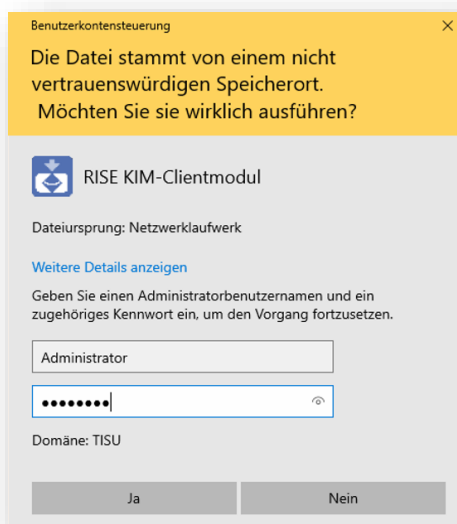 Benutzerkontensteuerung
Die Datei stammt von einem nicht
vertrauenswürdigen Speicherort.
Möchten Sie sie wirklich ausführen?
RISE KIM-Clientmodul
Dateiursprung: Netzwerklaufwerk
Weitere Details anzeigen
Geben Sie einen Administratorbenutzernamen und ein
zugehöriges Kennwort ein, um den Vorgang fortzusetzen.
Administrator
●●●●●●●●
Domäne: TISU
Ja Nein